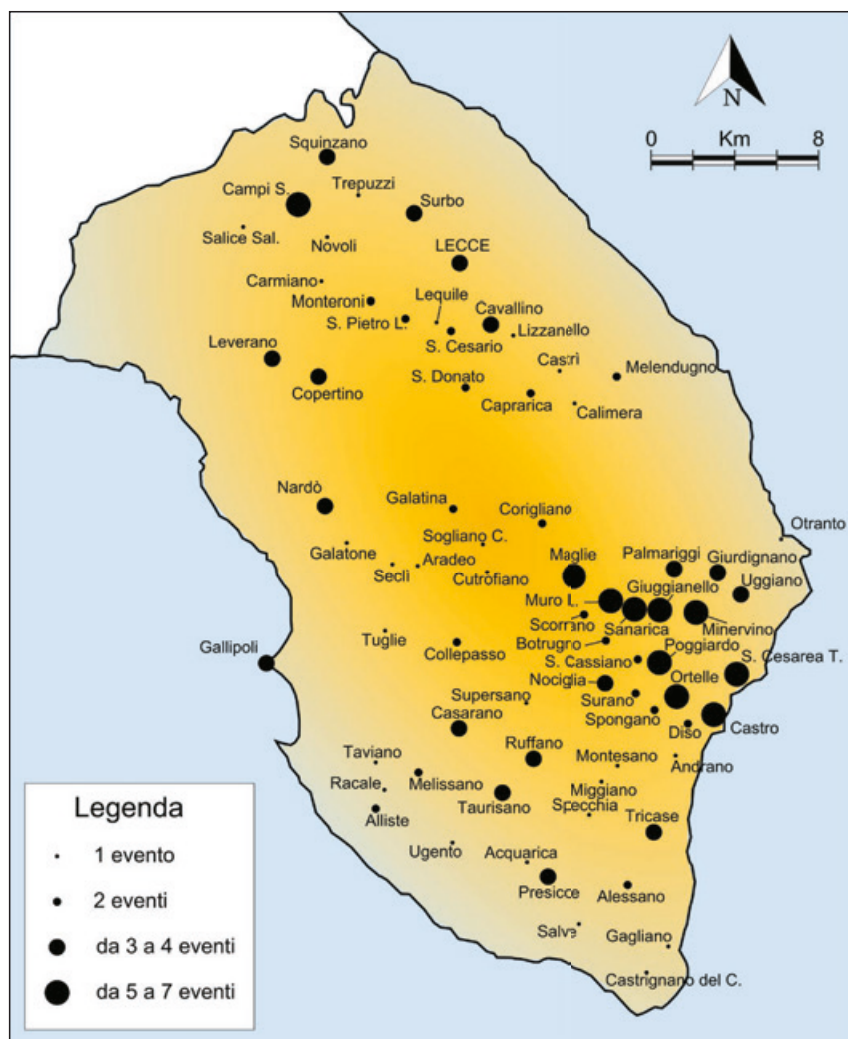 N
0 Km 8
Squinzano
Trepuzzi
Campi S.
Surbo
Salice Sal.
Novoli
LECCE
Carmiano
Monteroni
Lequile
Cavallino
S. Pietro L.
Lizzanello
S. Cesario
Leverano
Castrì
Melendugno
Copertino
S. Donato
Caprarica
Calimera
Nardò
Galatina
Corigliano
Otranto
Sogliano C.
Galatone
Maglie
Palmariggi
Giurdignano
Aradeo
Seclì
Cutrofiano
Giuggianello
Uggiano
Muro L.
Scorrano
Sanarica
Minervino
Tuglie
Botrugno
Poggiardo
Collepasso
S. Cassiano
S. Cesarea T.
Gallipoli
Nociglia
Ortelle
Supersano
Surano
Casarano
Spongano
Castro
Diso
Ruffano
Taviano
Montesano
Andrano
Racale
Melissano
Miggiano
Taurisano
Specchia
Alliste
Tricase
Ugento
Acquarica
Presicce
Alessano
Salve
Gagliano
Castrignano del C.
Legenda
1 evento
2 eventi
da 3 a 4 eventi
da 5 a 7 eventi